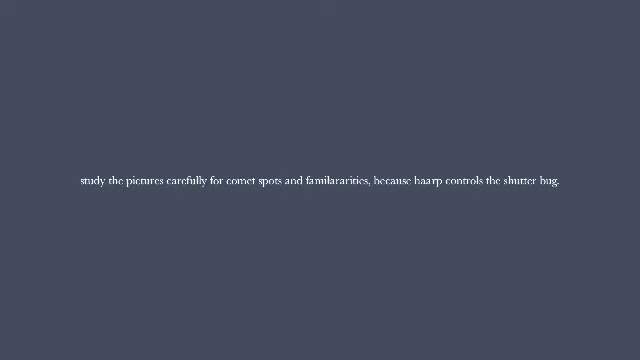 study the pictures carefully for comet spots and familararities, because haarp controls the shutter bug.